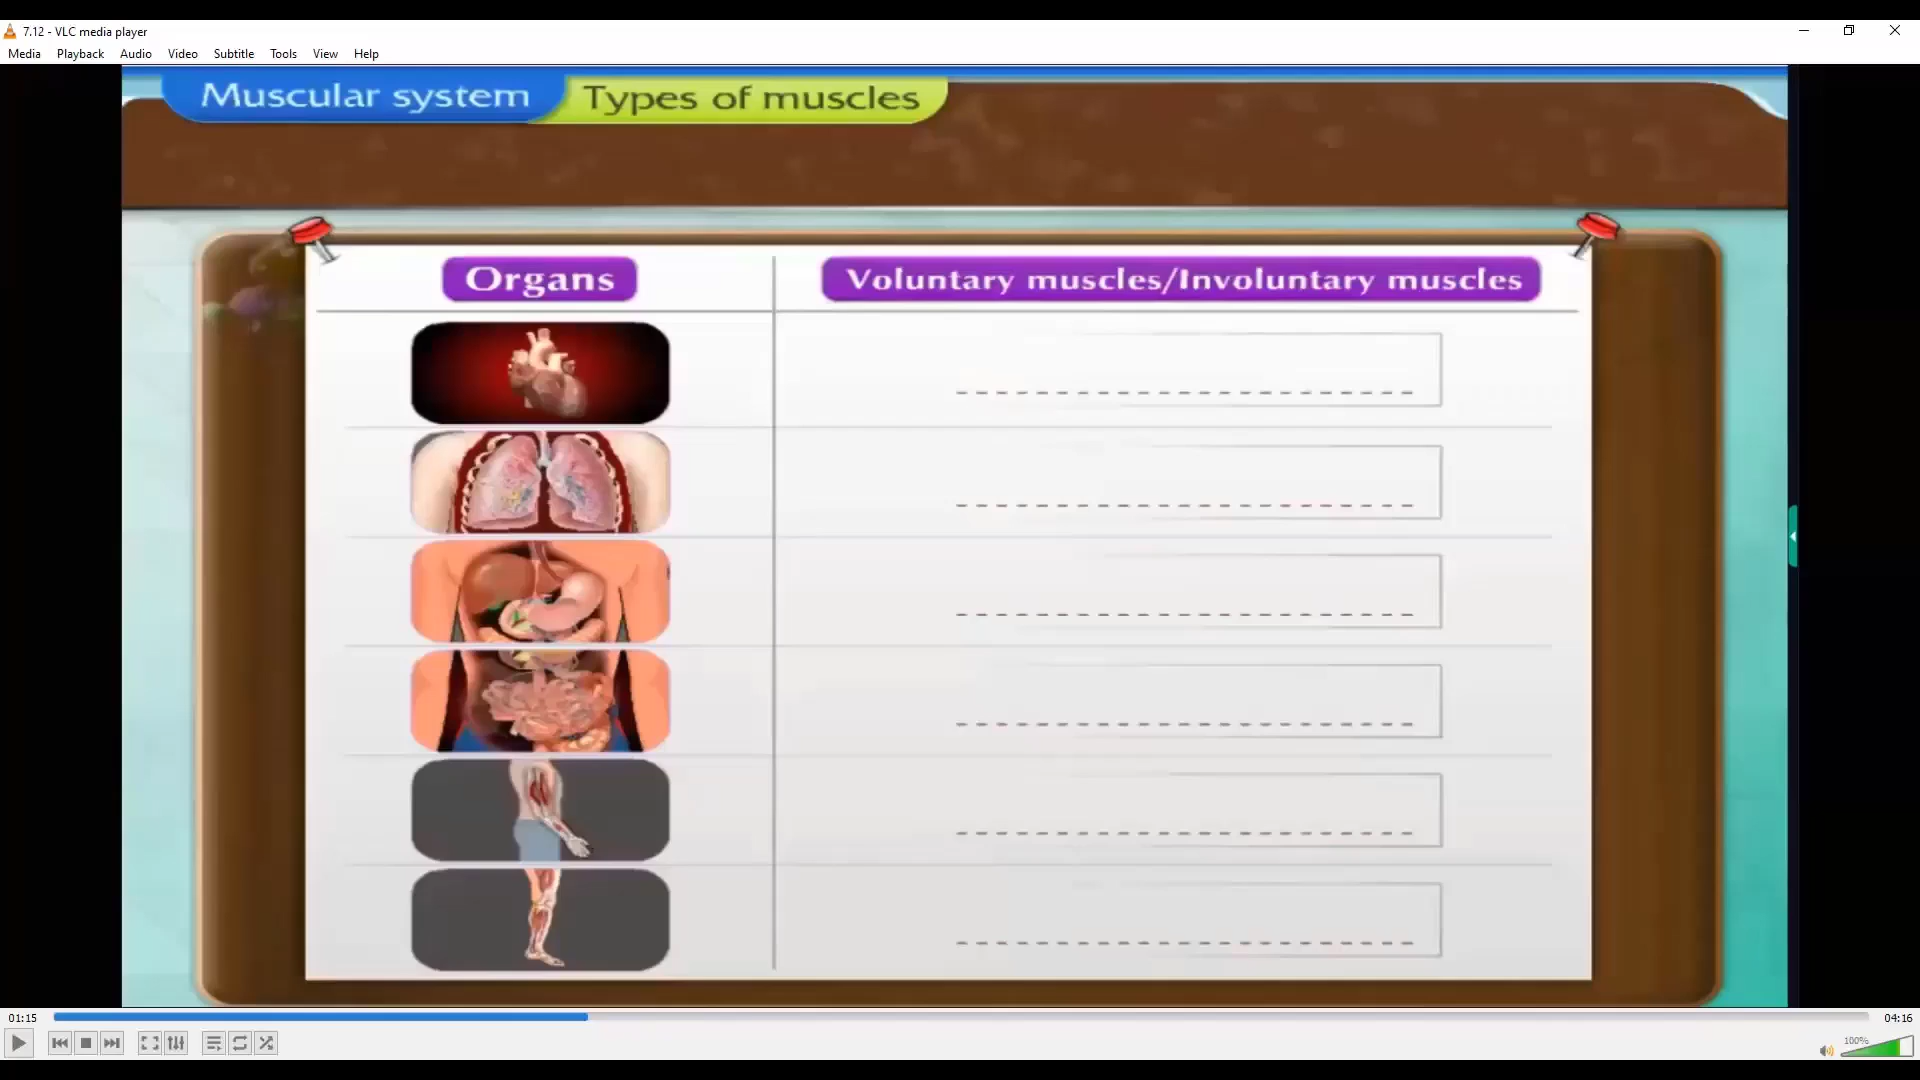 7.12 - VLC media player
Media Playback Audio Video Subtitle Tools View Help
Muscular system Types of muscles
Organs Voluntary muscles/Involuntary muscles
01:15 04:16
100%